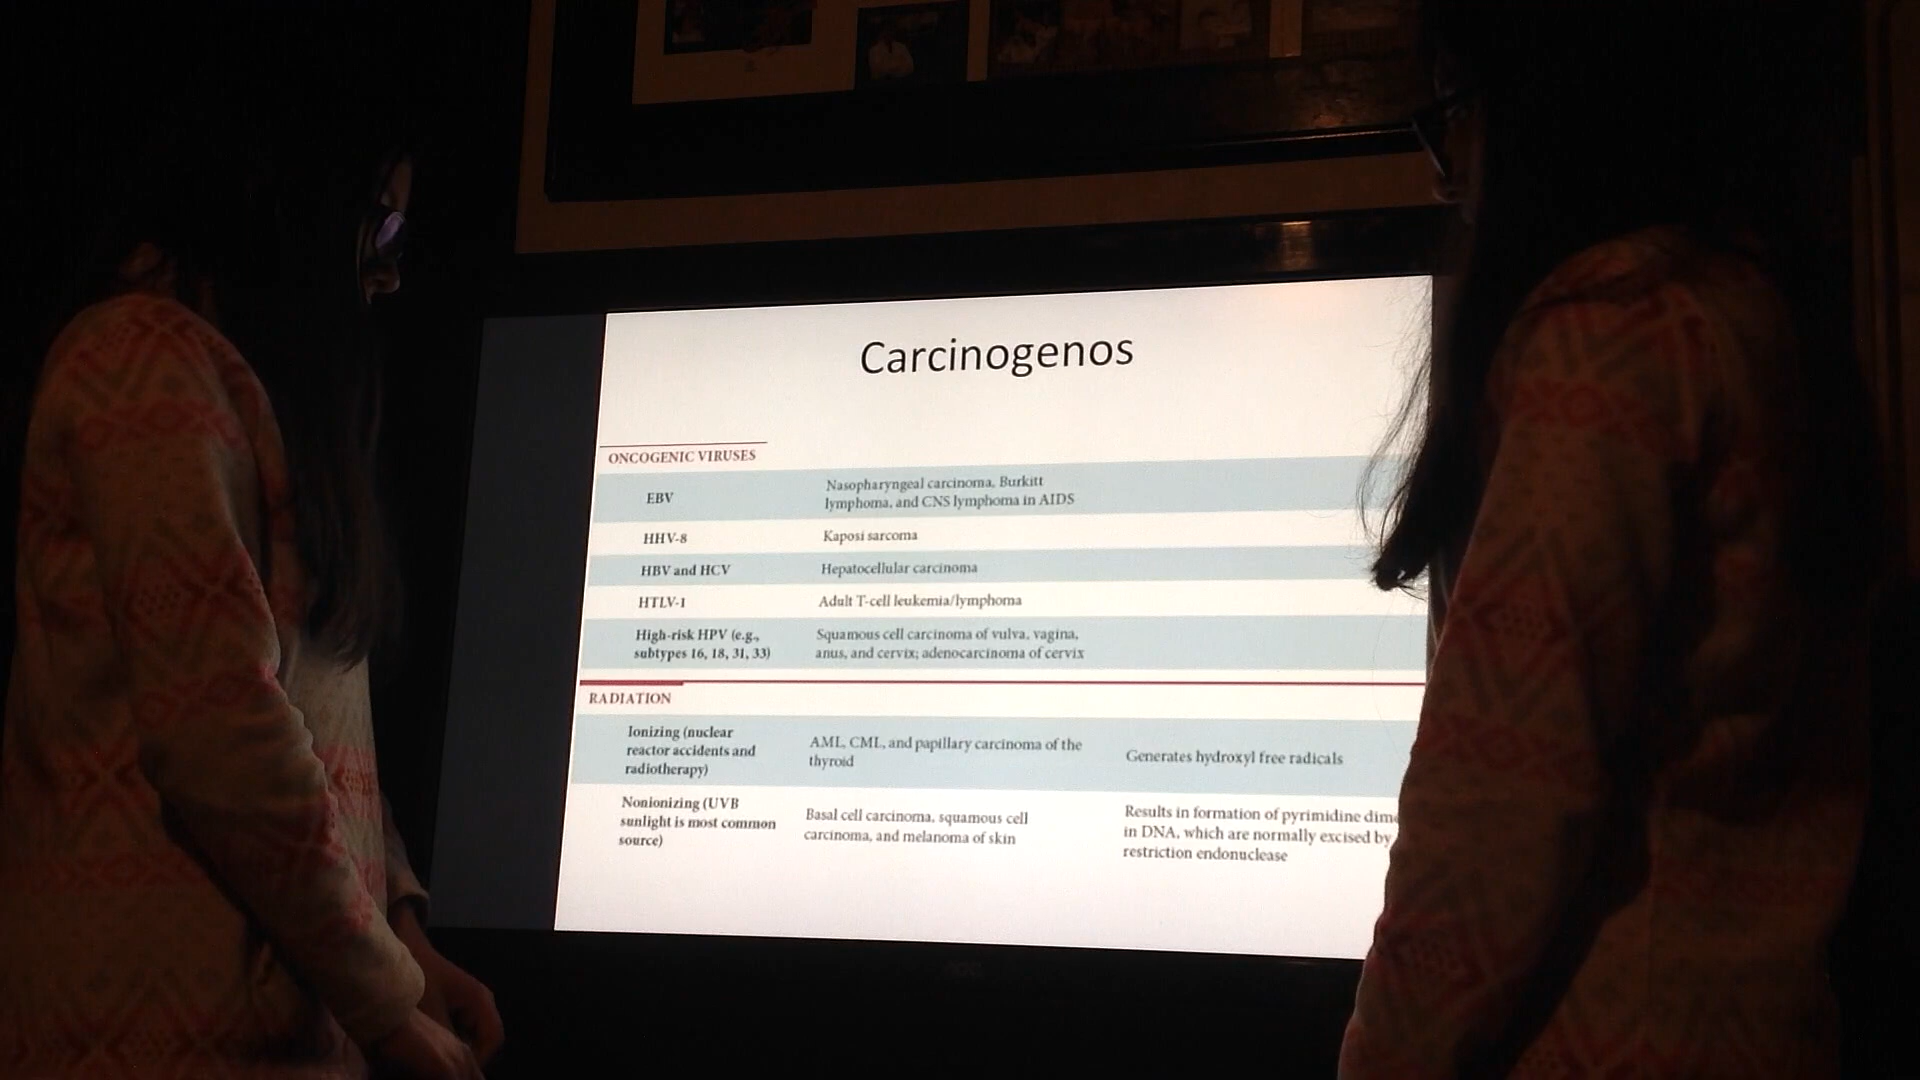 Carcinogenos
ONCOGENIC VIRUSES
EBV
Nasopharyngeal carcinoma, Burkitt
lymphoma, and CNS lymphoma in AIDS
HHV-8
Kaposi sarcoma
HBV and HCV
Hepatocellular carcinoma
HTLV-1
Adult T-cell leukemia/lymphoma
High-risk HPV (e.g.,
subtypes 16, 18, 31, 33)
Squamous cell carcinoma of vulva, vagina,
anus, and cervix; adenocarcinoma of cervix
RADIATION
Ionizing (nuclear
reactor accidents and
radiotherapy)
AML, CML, and papillary carcinoma of the
thyroid
Generates hydroxyl free radicals
Nonionizing (UVB
sunlight is most common
source)
Basal cell carcinoma, squamous cell
carcinoma, and melanoma of skin
Results in formation of pyrimidine dime
in DNA, which are normally excised by
restriction endonuclease